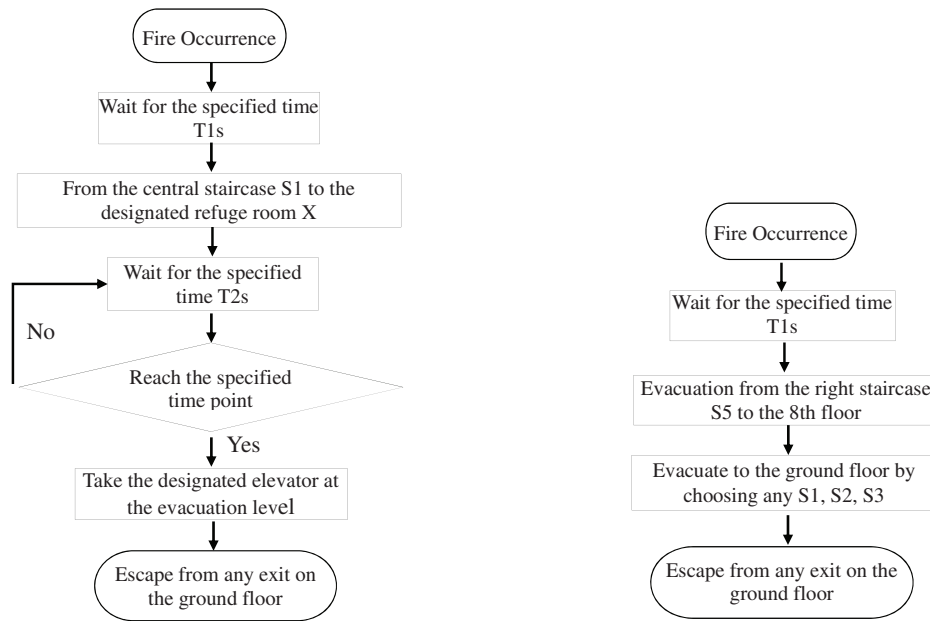 Fire Occurrence
Wait for the specified time
T1s
From the central staircase S1 to the
designated refuge room X
Wait for the specified
time T2s
No
Reach the specified
time point
Yes
Take the designated elevator at
the evacuation level
Escape from any exit on
the ground floor
Fire Occurrence
Wait for the specified time
T1s
Evacuation from the right staircase
S5 to the 8th floor
Evacuate to the ground floor by
choosing any S1, S2, S3
Escape from any exit on the
ground floor